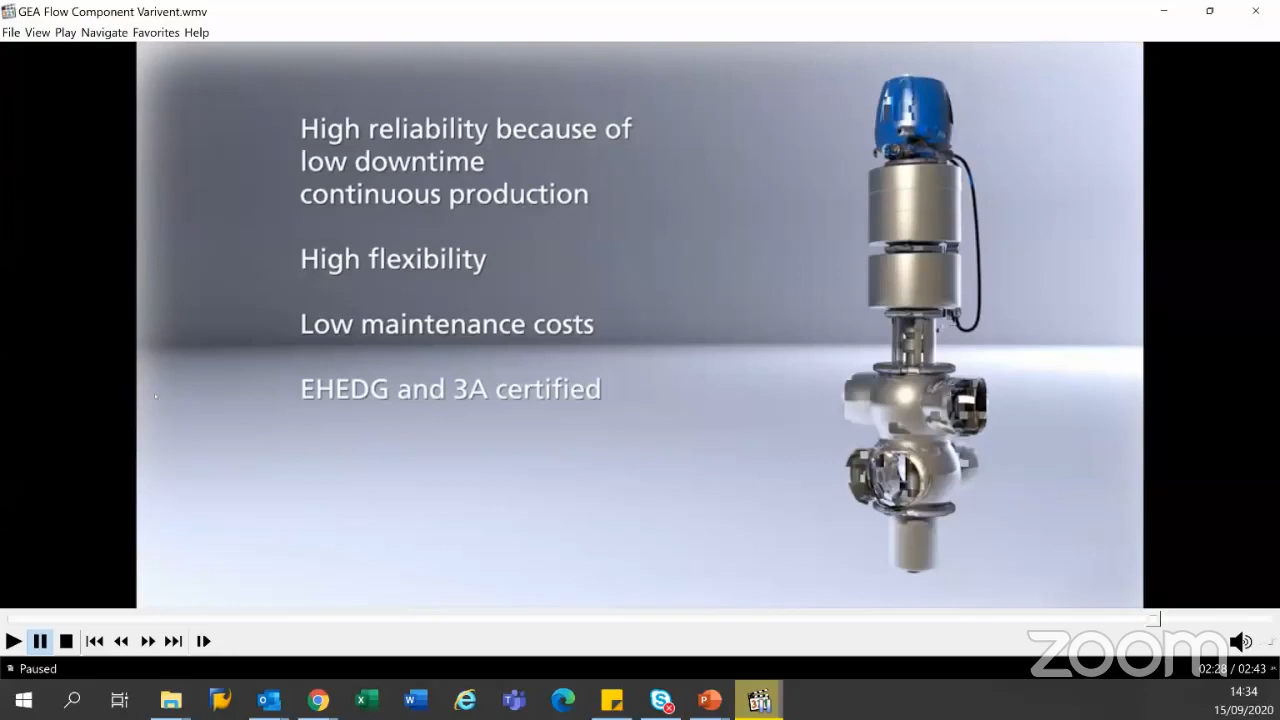 GEA Flow Component Varivent.wmv
File View Play Navigate Favorites Help
High reliability because of
low downtime
continuous production
High flexibility
Low maintenance costs
EHEDG and 3A certified
zoom
Paused
02:28 / 02:43
14:34
15/09/2020